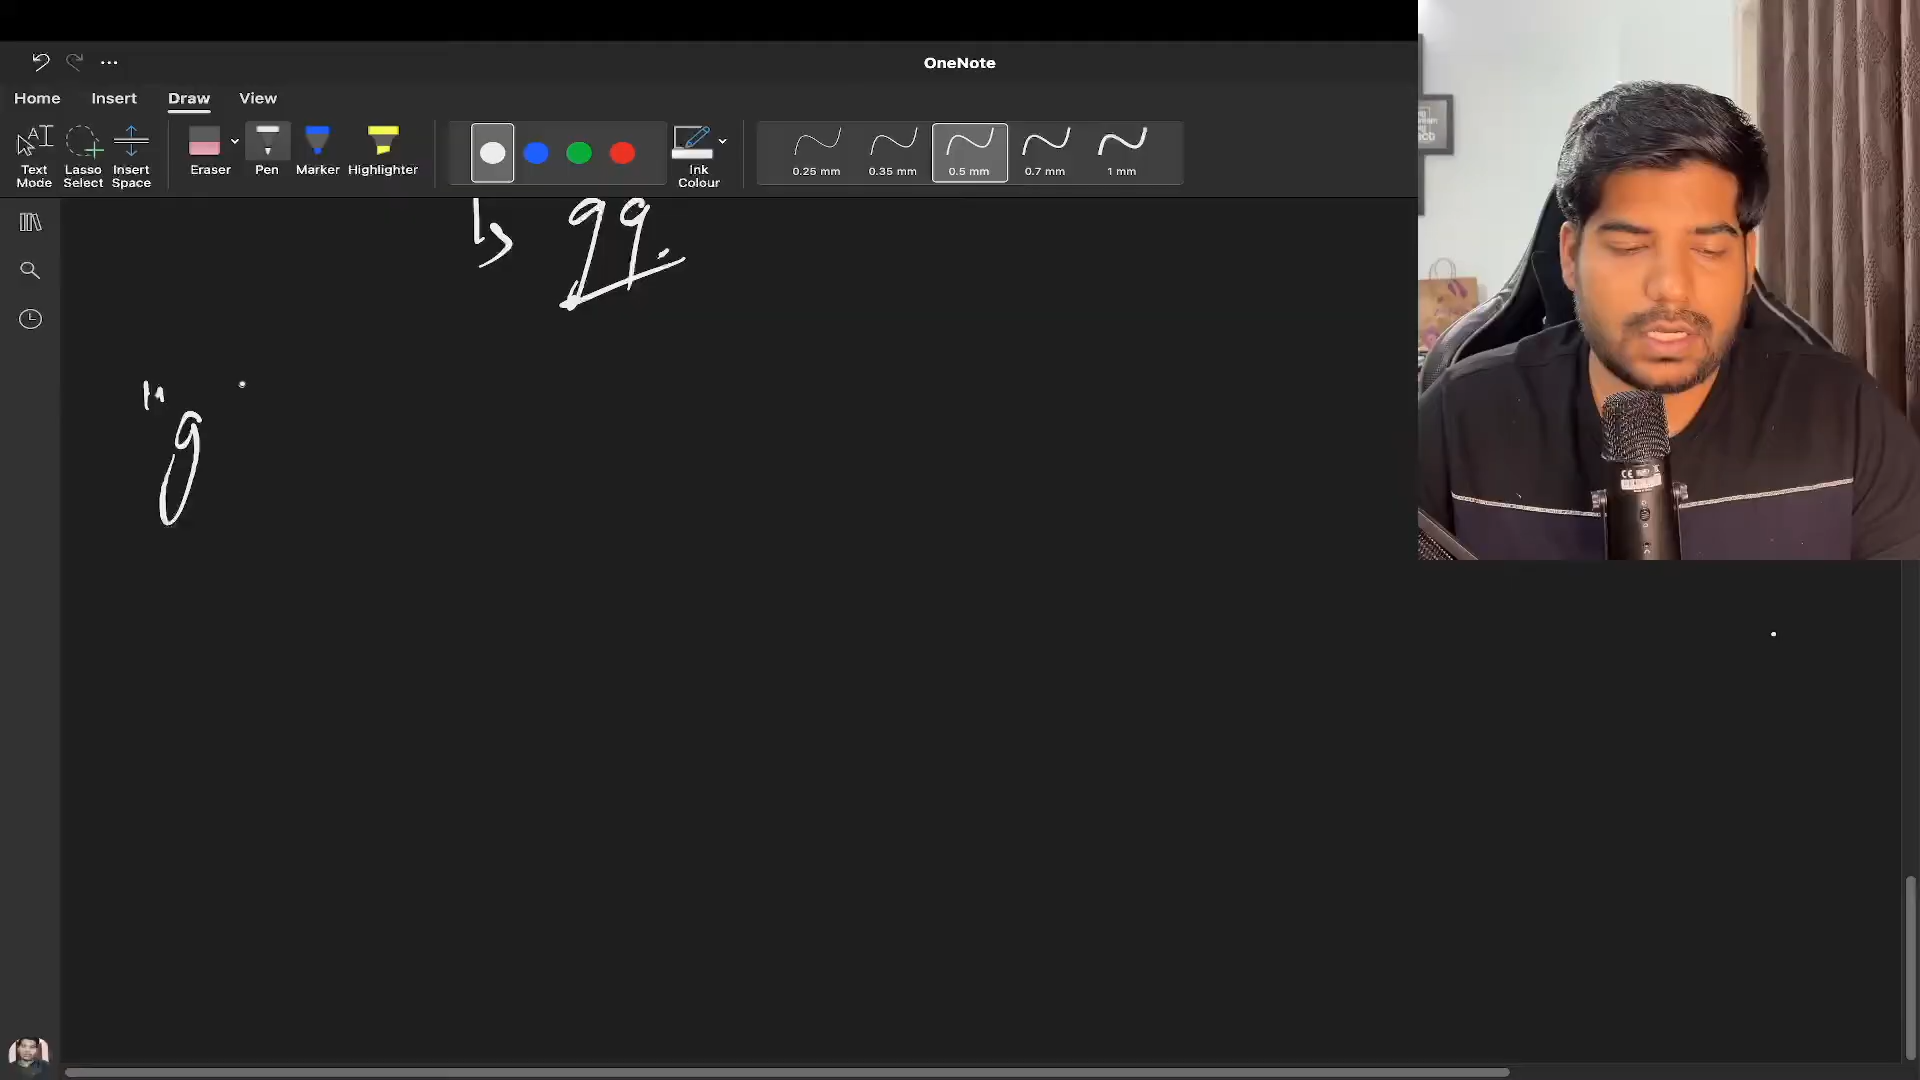 OneNote
Home Insert Draw View
Text Mode
Lasso Select
Insert Space
Eraser
Pen
Marker
Highlighter
Ink Colour
0.25 mm
0.35 mm
0.5 mm
0.7 mm
1 mm
99.
"g